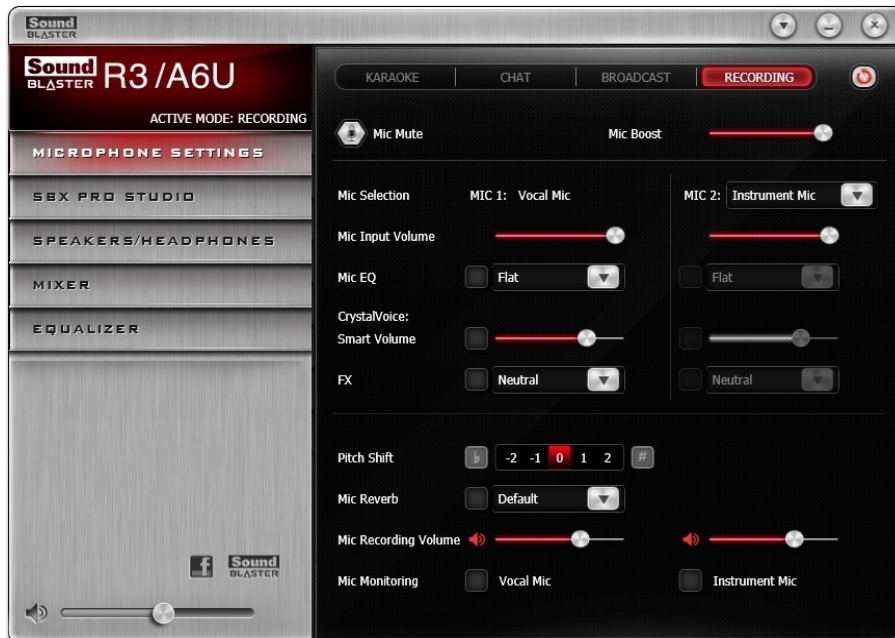 Sound
BLASTER
Sound
BLASTER R3/A6U
ACTIVE MODE: RECORDING
MICROPHONE SETTINGS
SBX PRO STUDIO
SPEAKERS/HEADPHONES
MIXER
EQUALIZER
f Sound
BLASTER
KARAOKE CHAT BROADCAST RECORDING
Mic Mute Mic Boost
Mic Selection MIC 1: Vocal Mic MIC 2: Instrument Mic
Mic Input Volume
Mic EQ Flat Flat
CrystalVoice:
Smart Volume
FX Neutral Neutral
Pitch Shift ♭ -2 -1 0 1 2 #
Mic Reverb Default
Mic Recording Volume
Mic Monitoring Vocal Mic Instrument Mic